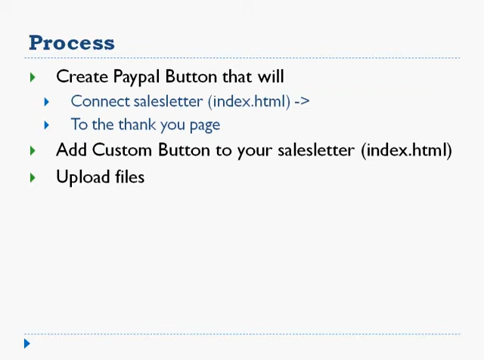 Process
Create Paypal Button that will
Connect salesletter (index.html) ->
To the thank you page
Add Custom Button to your salesletter (index.html)
Upload files